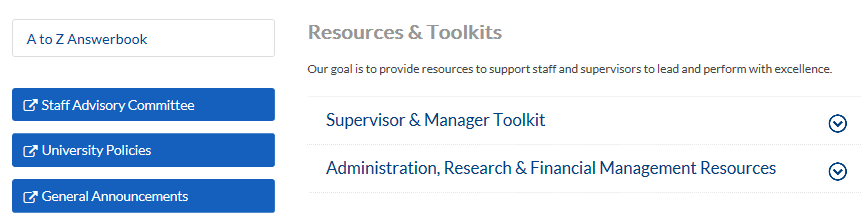 A to Z Answerbook
Staff Advisory Committee
University Policies
General Announcements
Resources & Toolkits
Our goal is to provide resources to support staff and supervisors to lead and perform with excellence.
Supervisor & Manager Toolkit
Administration, Research & Financial Management Resources